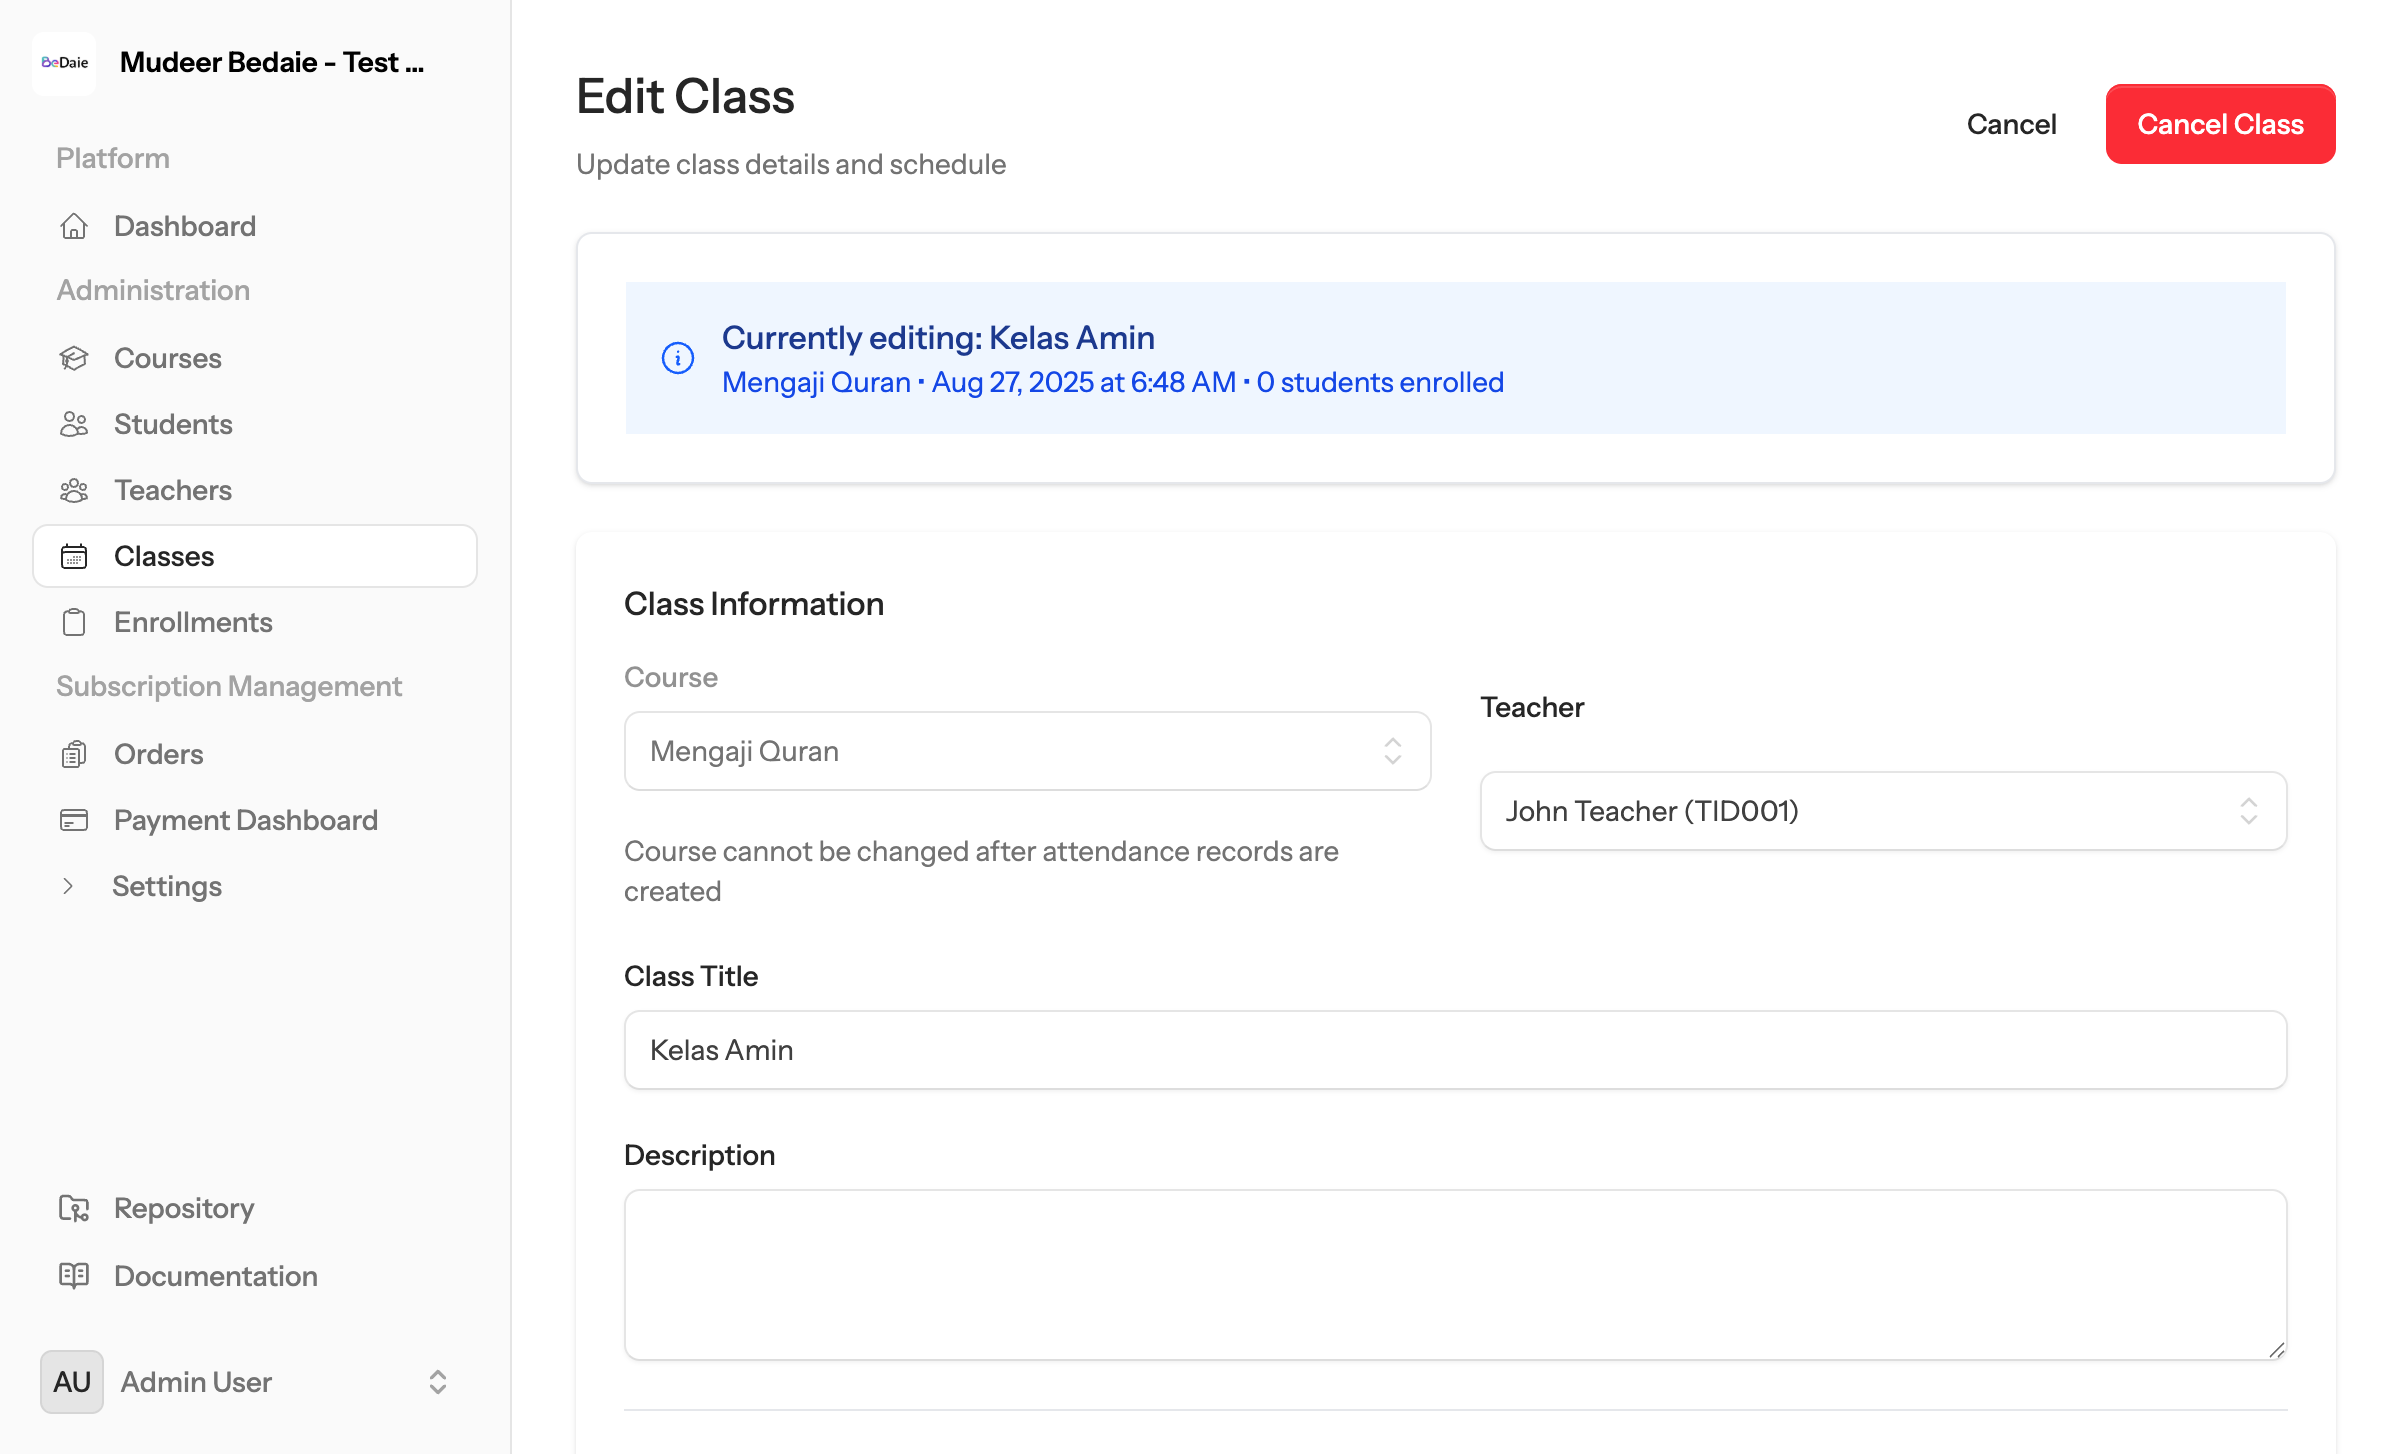 BeDaie
Mudeer Bedaie - Test ...
Platform
Dashboard
Administration
Courses
Students
Teachers
Classes
Enrollments
Subscription Management
Orders
Payment Dashboard
Settings
Repository
Documentation
AU
Admin User
Edit Class
Update class details and schedule
Cancel
Cancel Class
Currently editing: Kelas Amin
Mengaji Quran • Aug 27, 2025 at 6:48 AM • 0 students enrolled
Class Information
Course
Mengaji Quran
Course cannot be changed after attendance records are
created
Teacher
John Teacher (TID001)
Class Title
Kelas Amin
Description